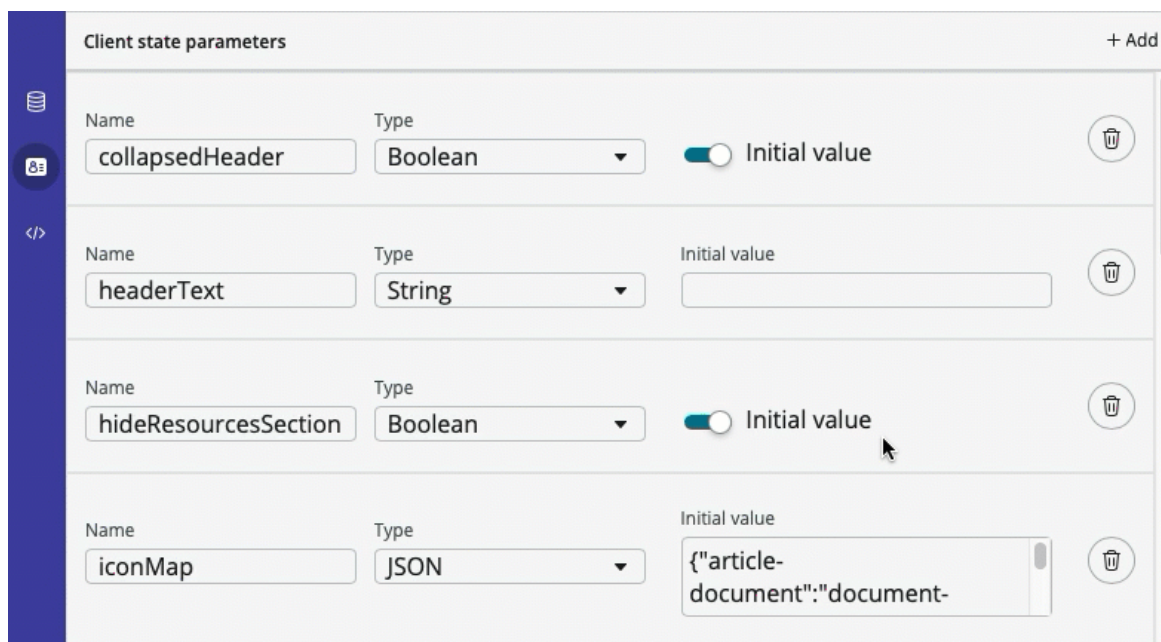 Client state parameters + Add
Name Type
collapsedHeader Boolean Initial value
Name Type Initial value
headerText String
Name Type
hideResourcesSection Boolean Initial value
Initial value
Name Type
iconMap JSON {"article-
document":"document-